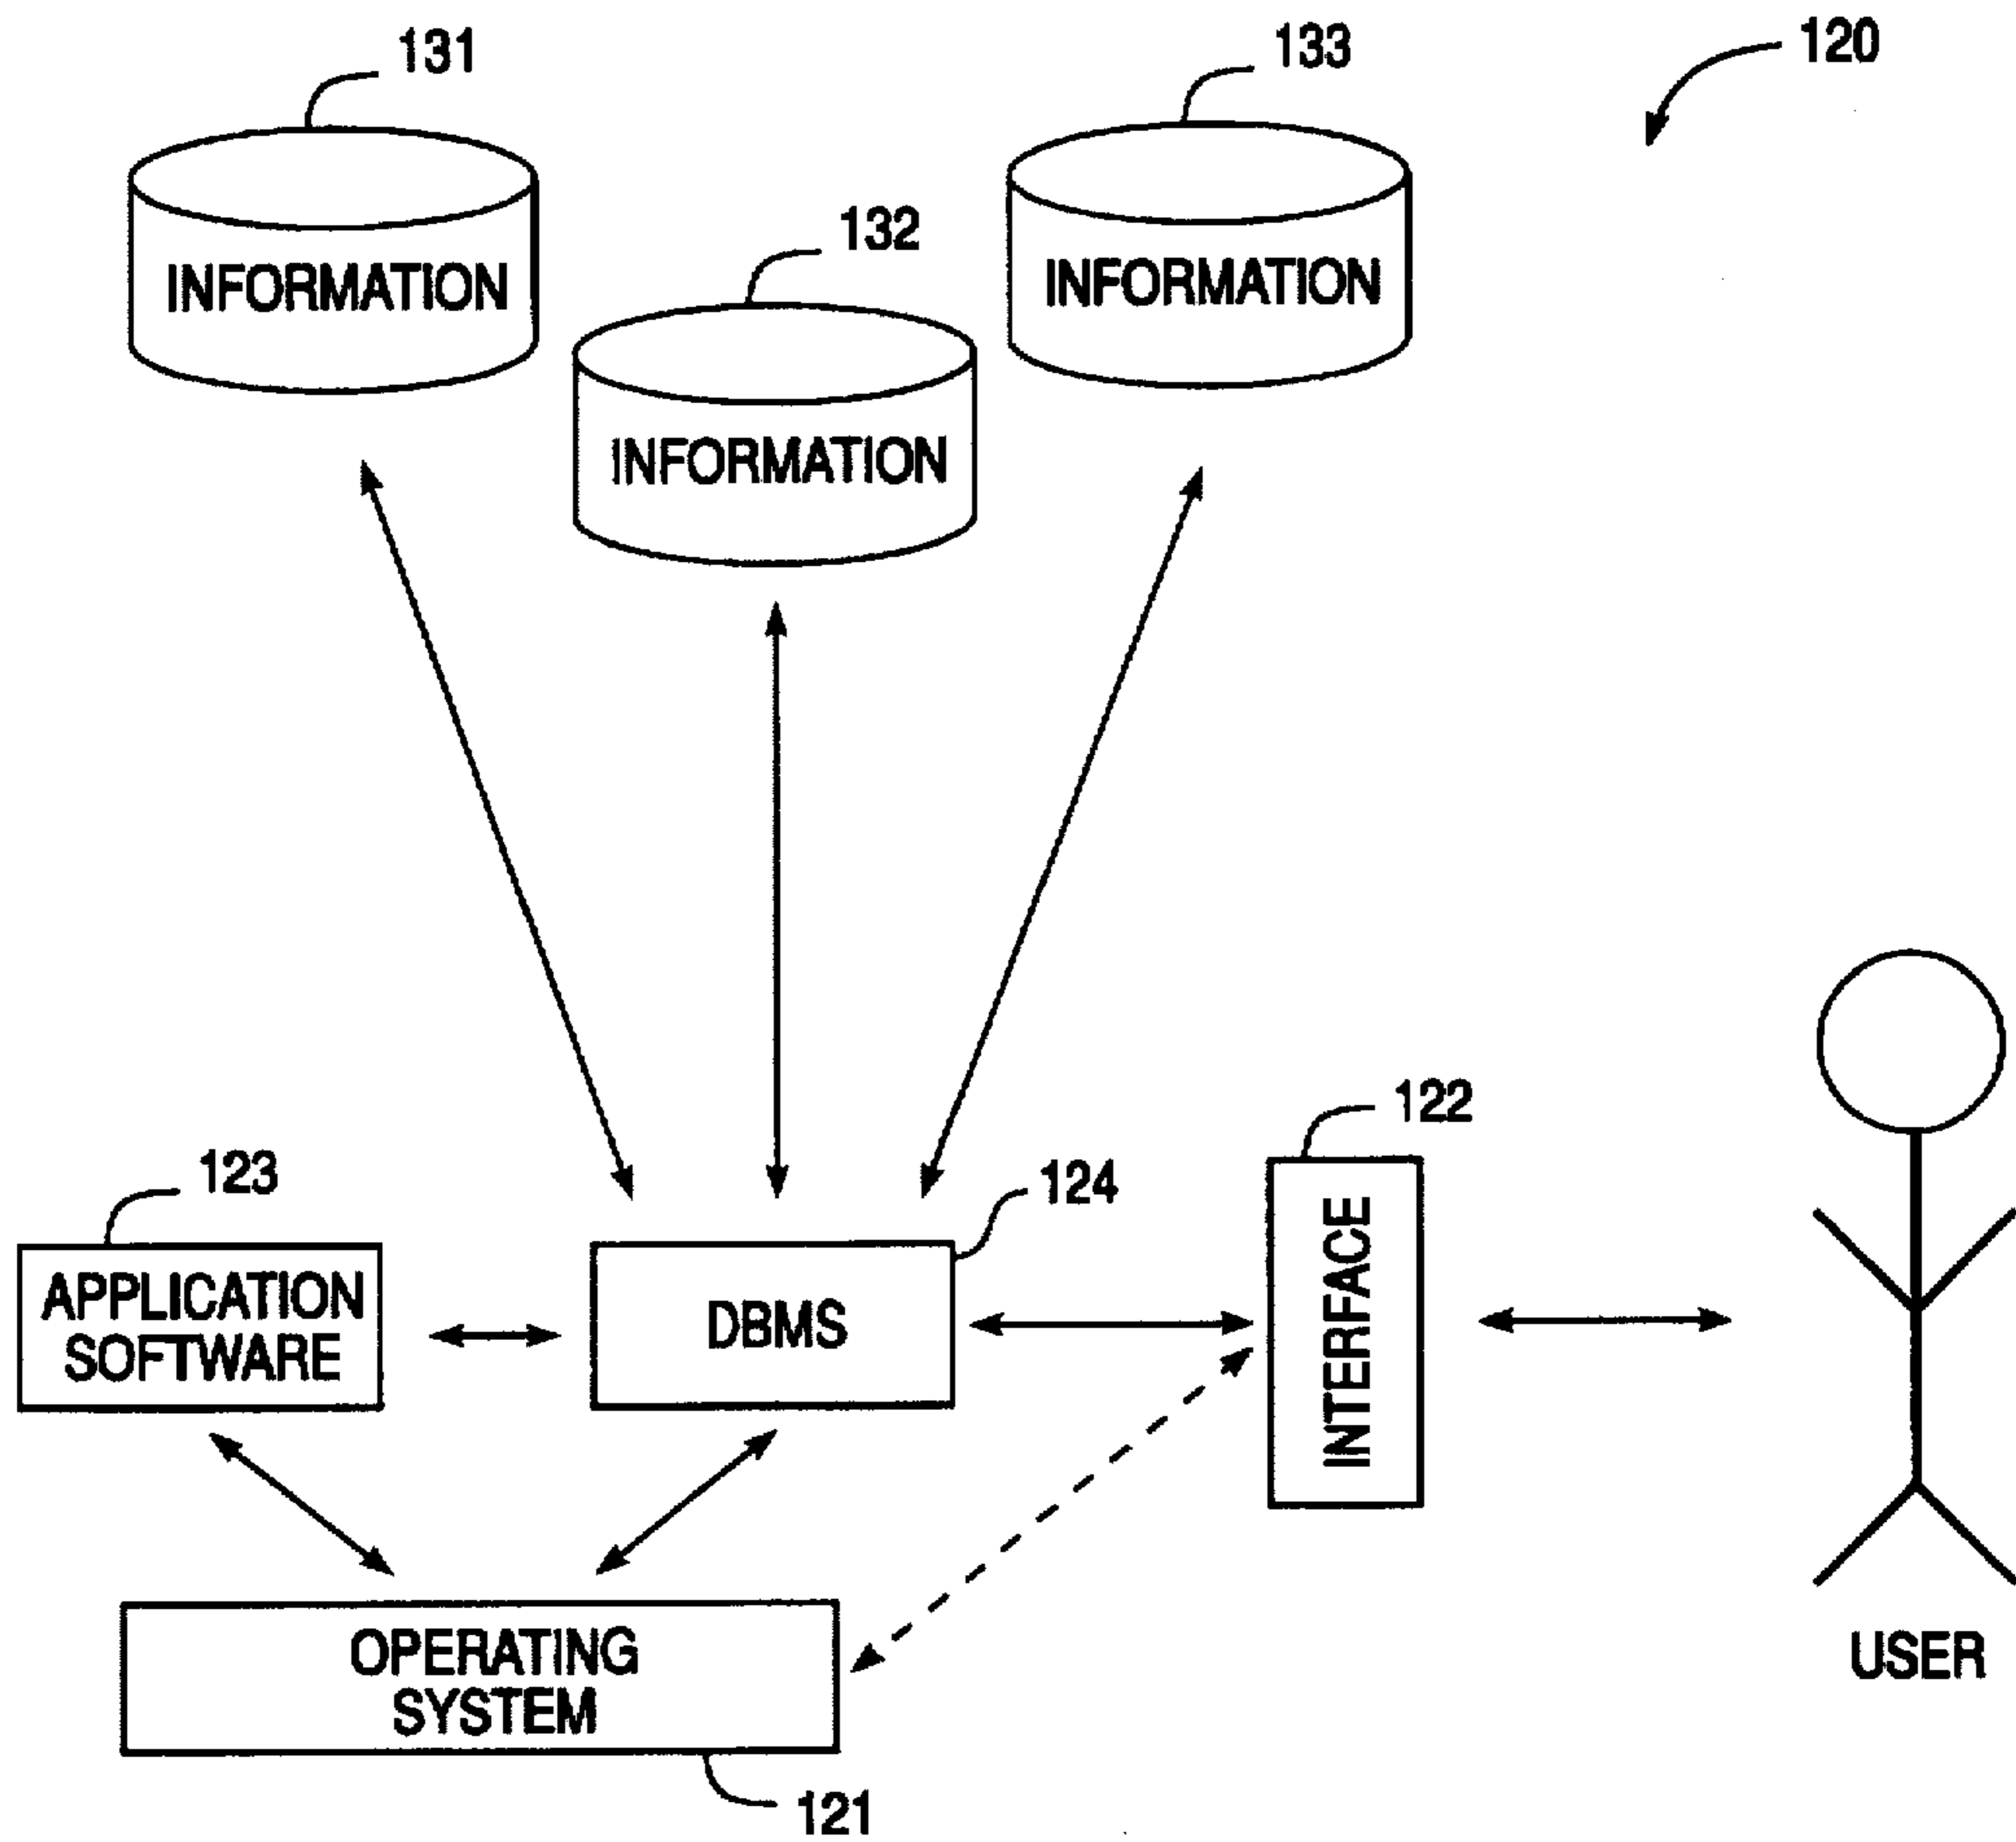 131
133
120
132
INFORMATION
INFORMATION
INFORMATION
122
123
124
APPLICATION
SOFTWARE
DBMS
INTERFACE
OPERATING
SYSTEM
USER
121